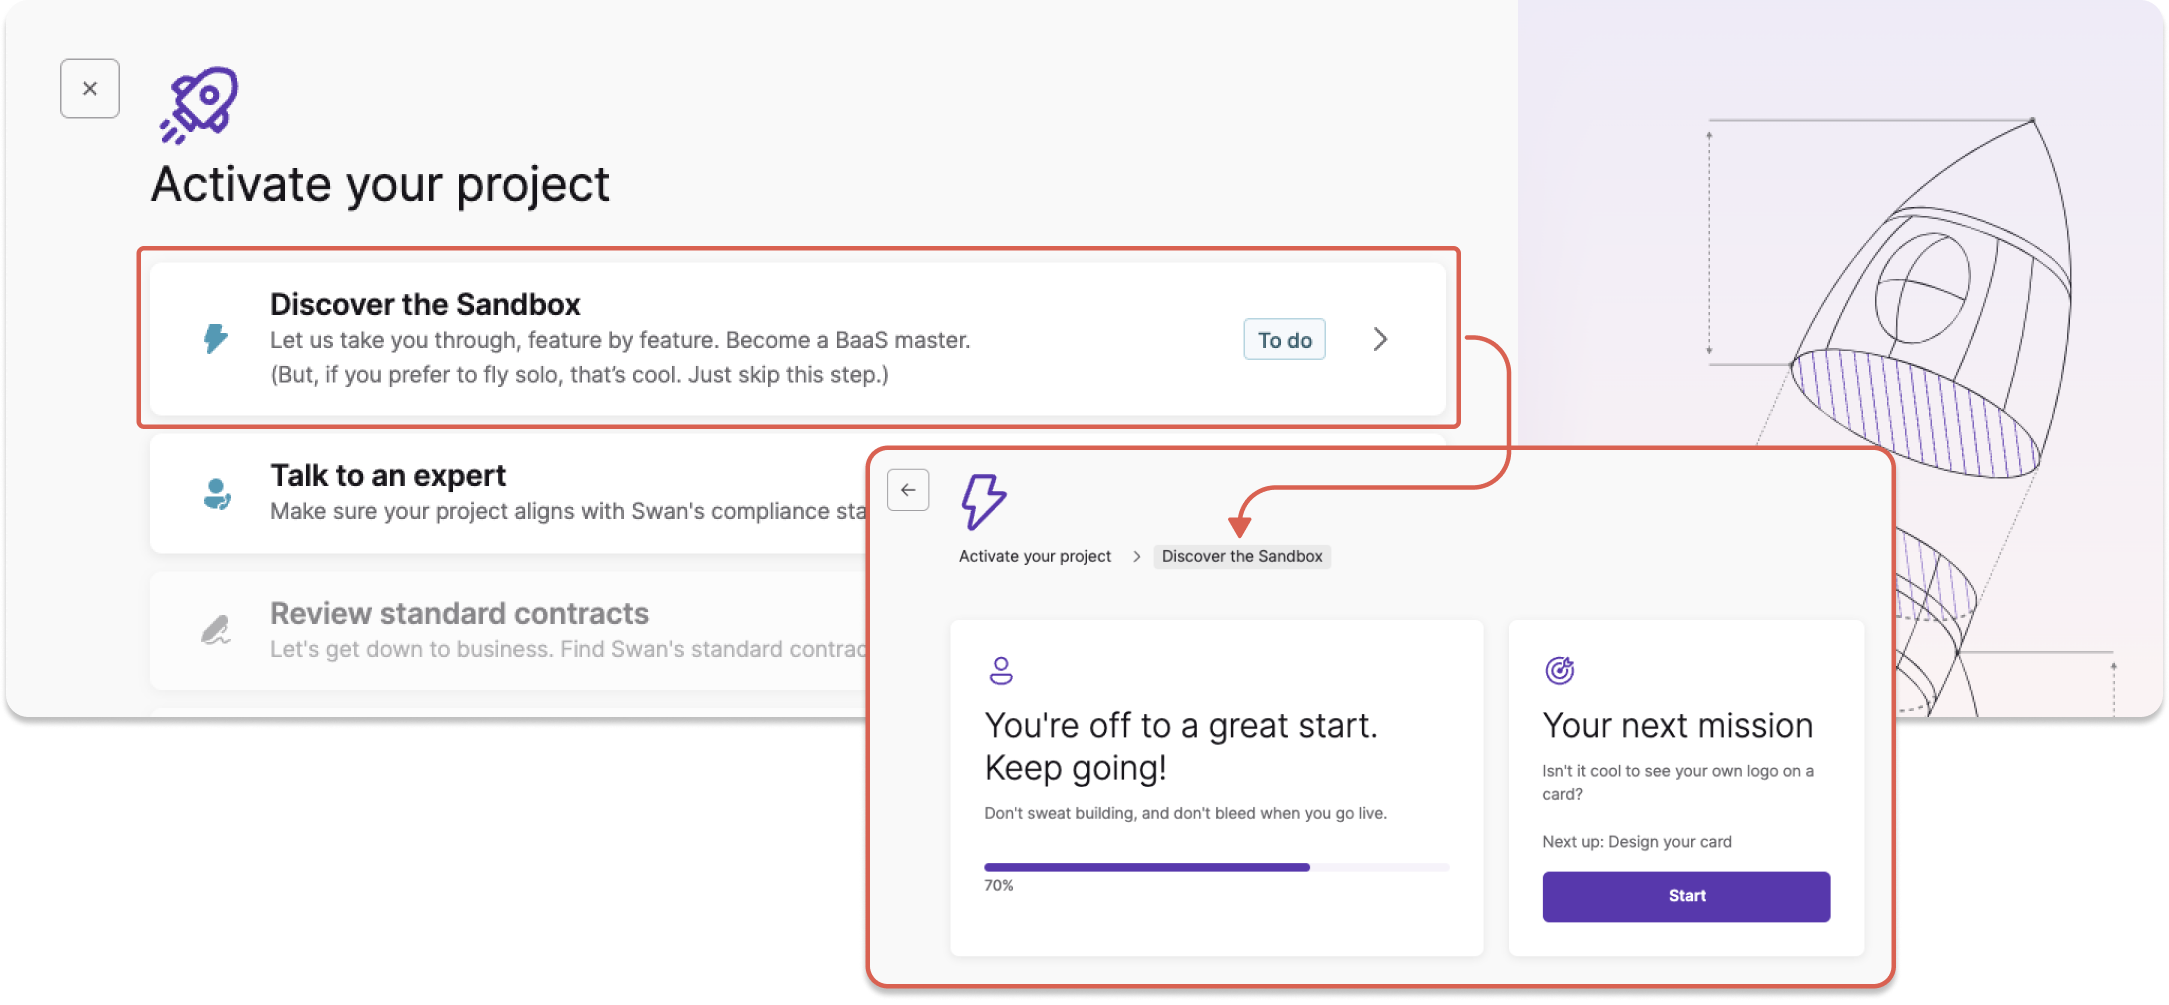 Activate your project
Discover the Sandbox
Let us take you through, feature by feature. Become a BaaS master.
(But, if you prefer to fly solo, that’s cool. Just skip this step.)
To do
Talk to an expert
Make sure your project aligns with Swan's compliance sta
Review standard contracts
Let's get down to business. Find Swan's standard contrac
Activate your project
Discover the Sandbox
You're off to a great start.
Keep going!
Don't sweat building, and don't bleed when you go live.
70%
Your next mission
Isn't it cool to see your own logo on a
card?
Next up: Design your card
Start